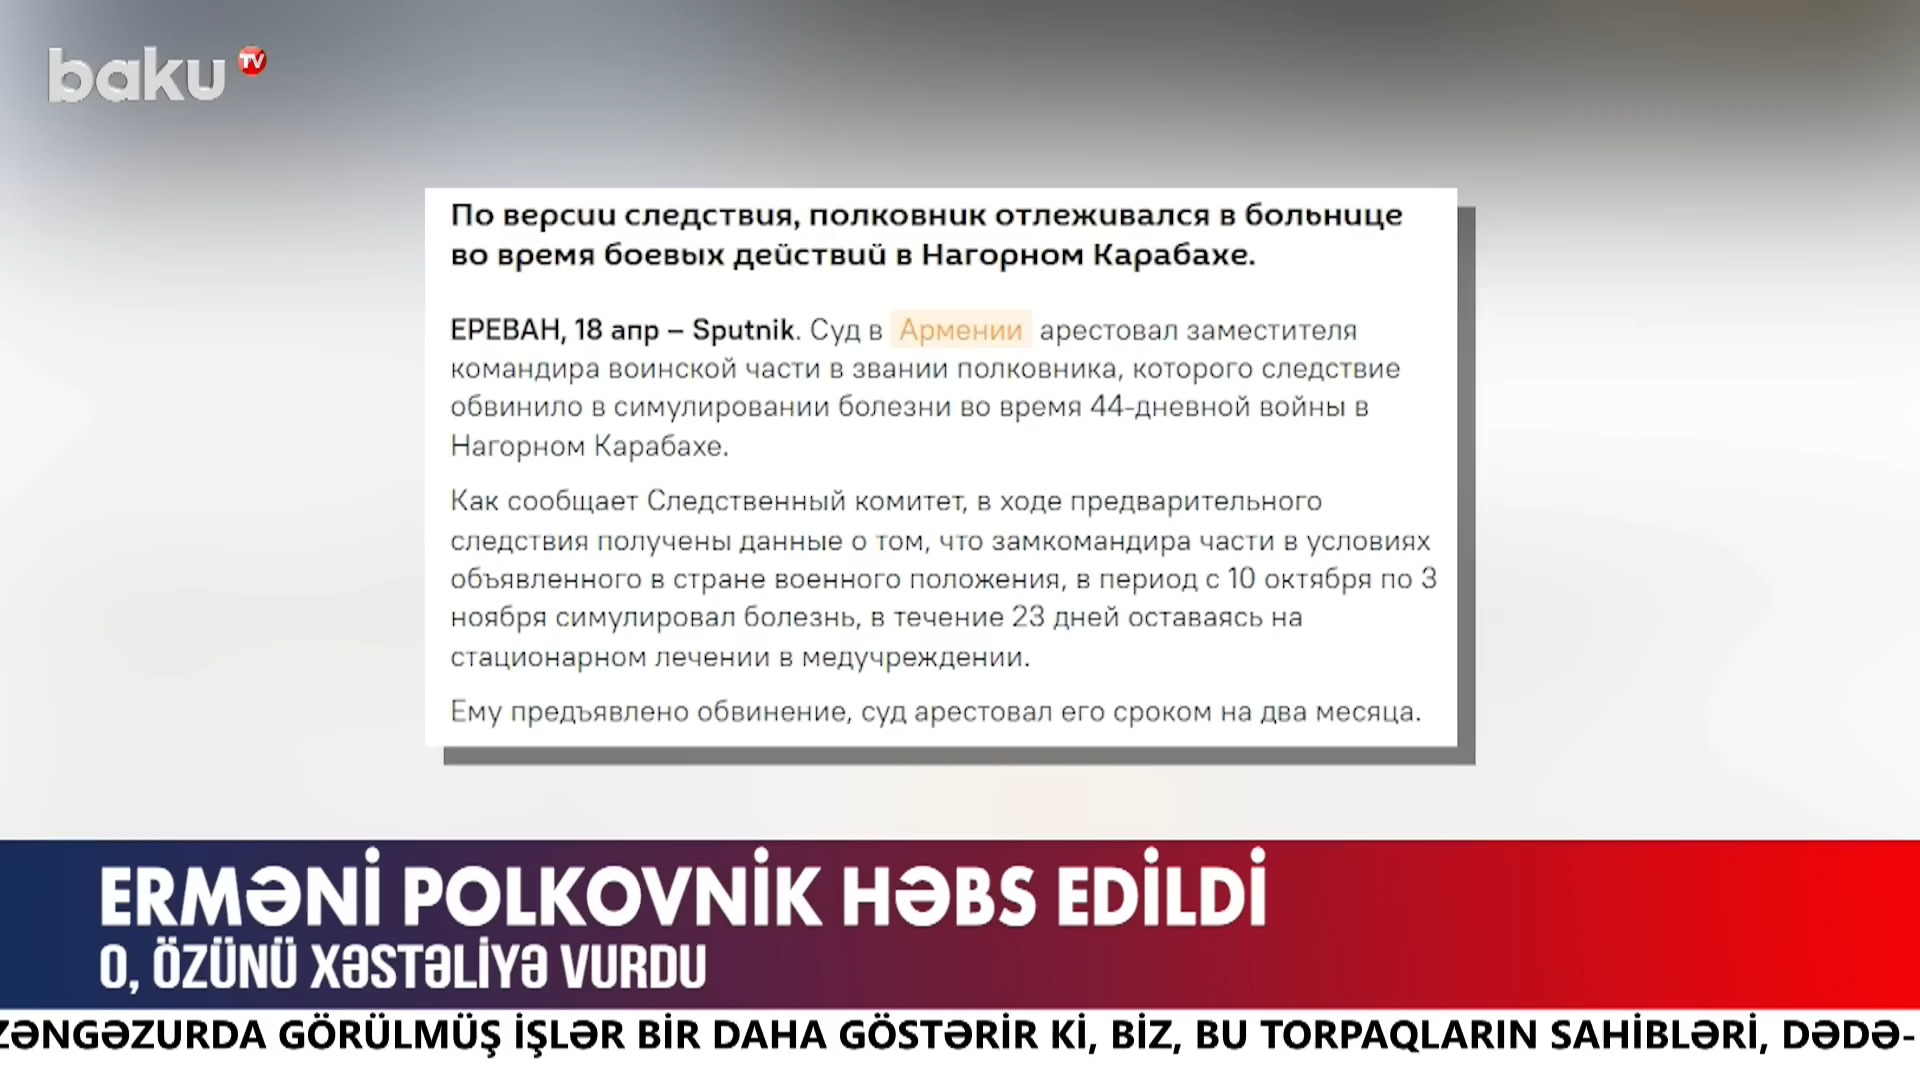 baku TV
По версии следствия, полковник отлеживался в больнице
во время боевых действий в Нагорном Карабахе.
ЕРЕВАН, 18 апр – Sputnik. Суд в Армении арестовал заместителя
командира воинской части в звании полковника, которого следствие
обвинило в симулировании болезни во время 44-дневной войны в
Нагорном Карабахе.
Как сообщает Следственный комитет, в ходе предварительного
следствия получены данные о том, что замкомандира части в условиях
объявленного в стране военного положения, в период с 10 октября по 3
ноября симулировал болезнь, в течение 23 дней оставаясь на
стационарном лечении в медучреждении.
Ему предъявлено обвинение, суд арестовал его сроком на два месяца.
ERMƏNİ POLKOVNİK HƏBS EDİLDİ
O, ÖZÜNÜ XƏSTƏLİYƏ VURDU
ZƏNGƏZURDA GÖRÜLMÜŞ İŞLƏR BİR DAHA GÖSTƏRİR Kİ, BİZ, BU TORPAQLARIN SAHİBLƏRİ, DƏDƏ-